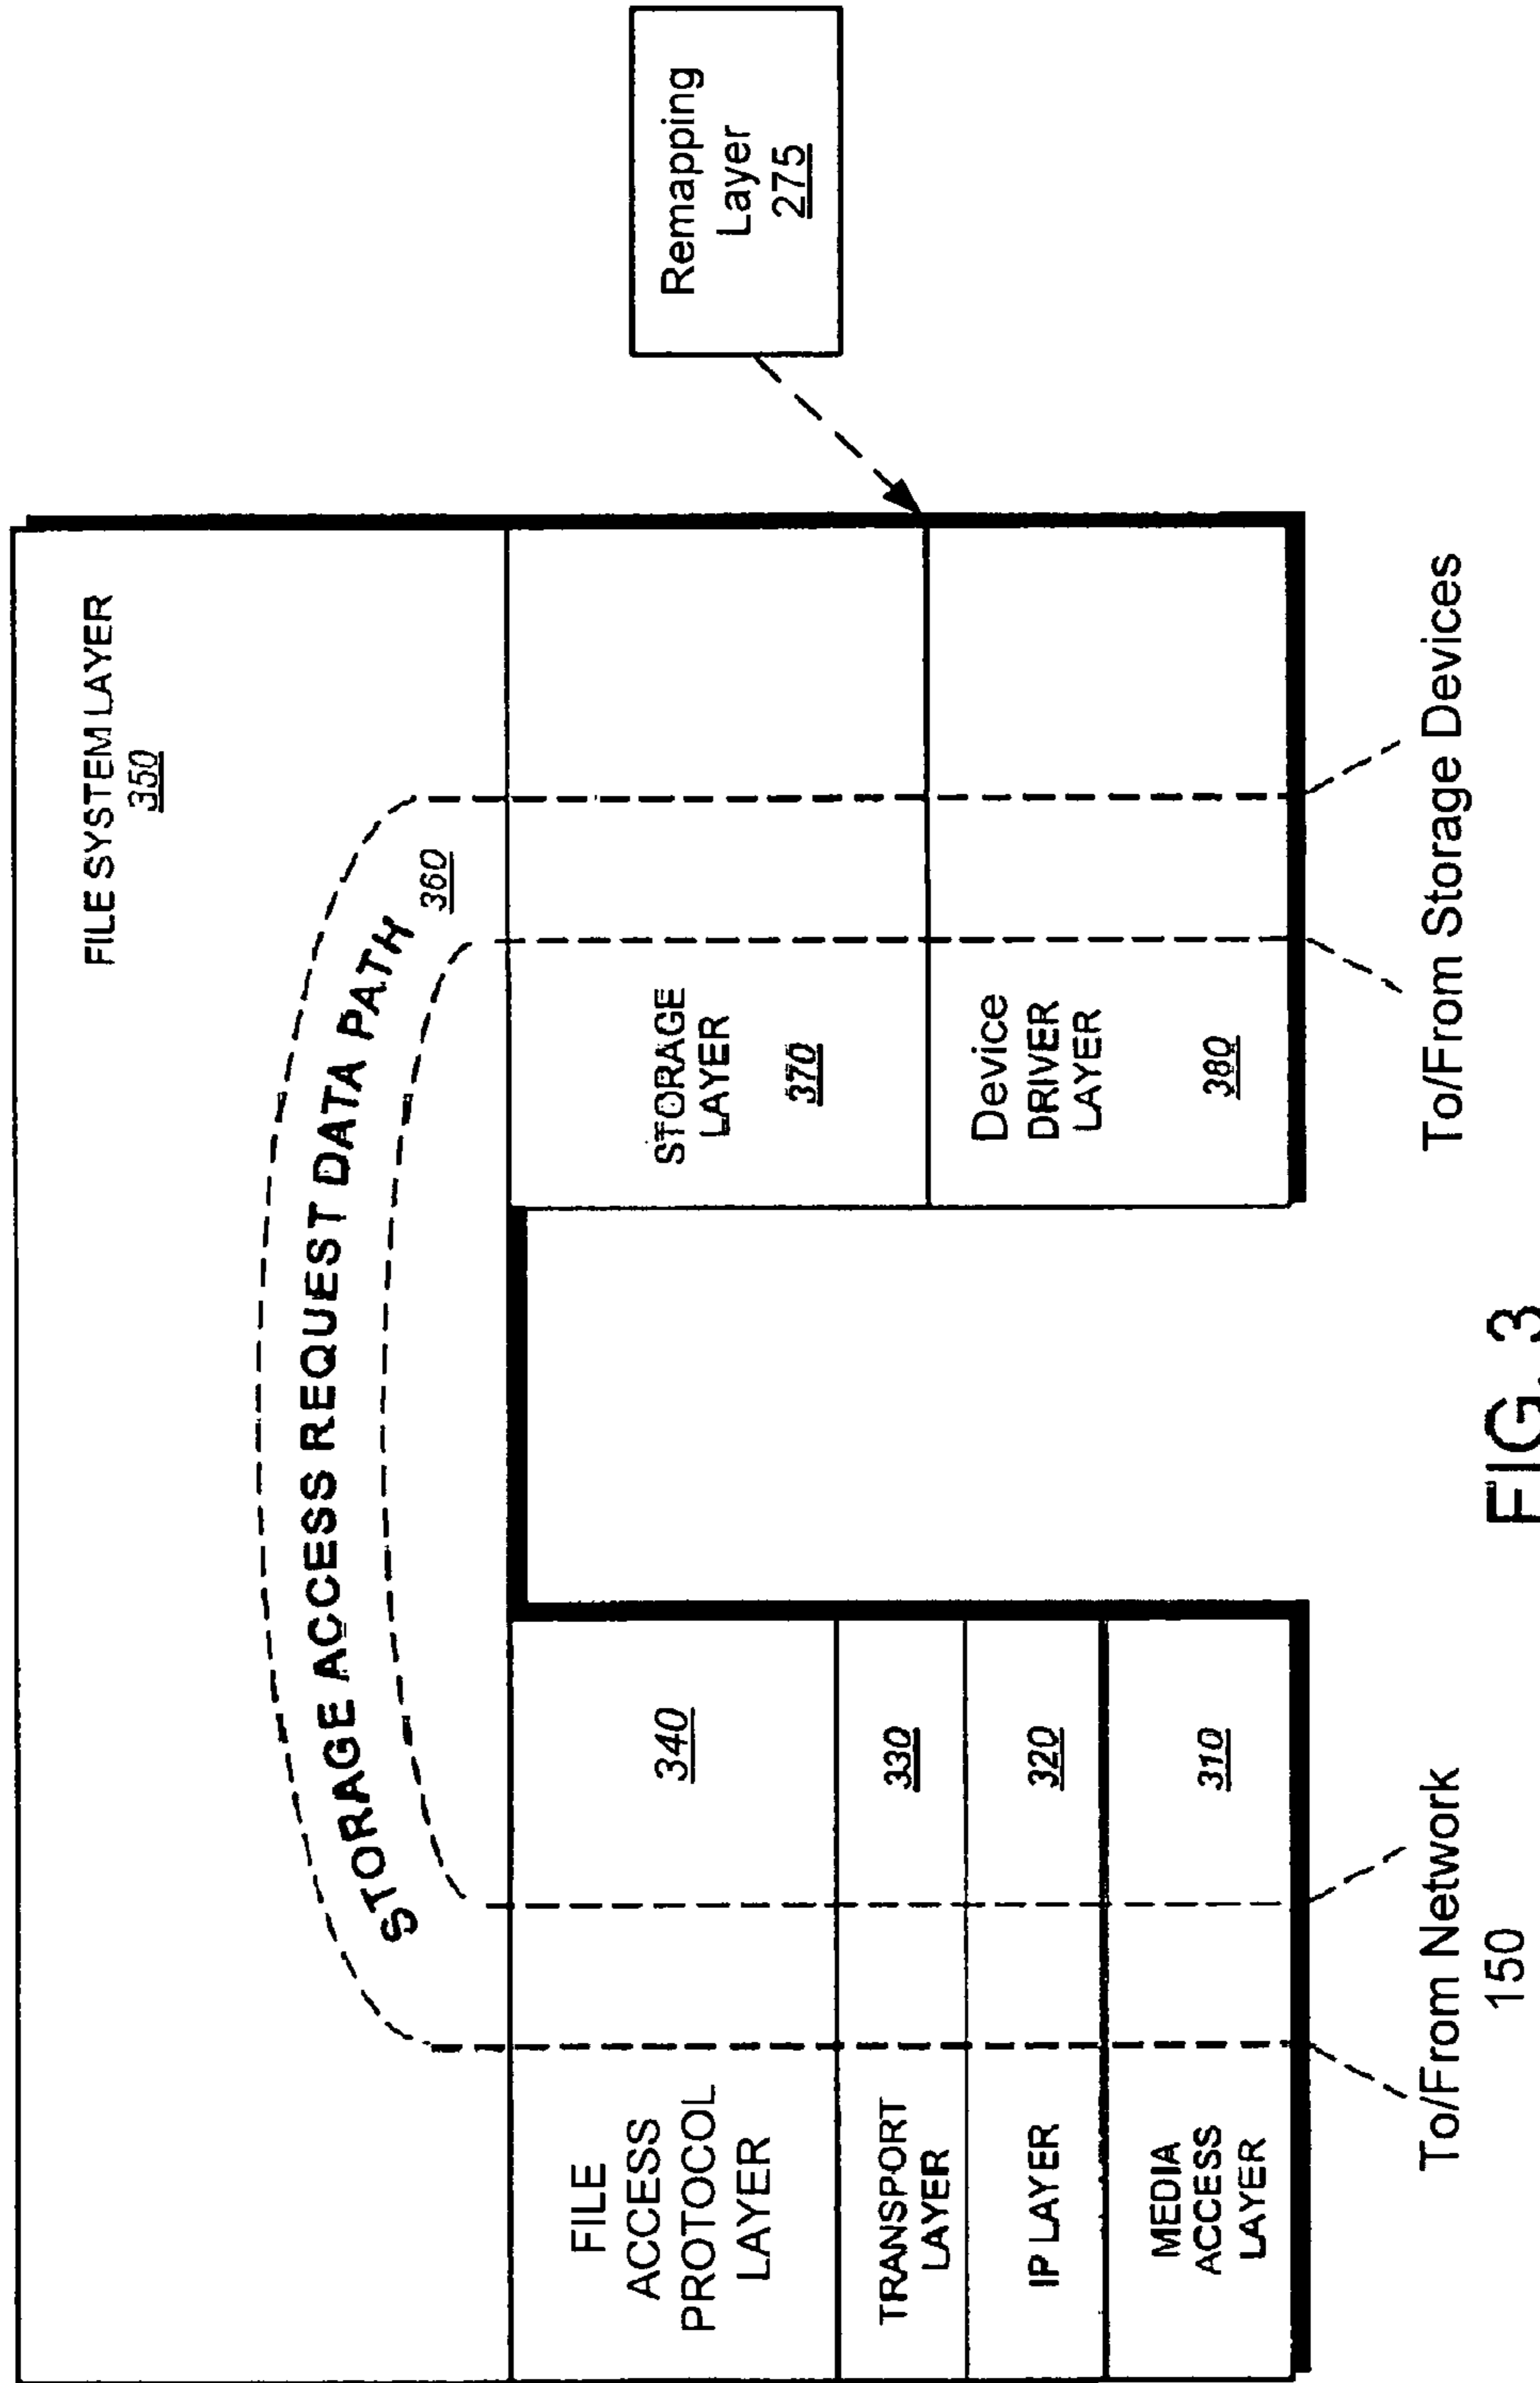 FILE SYSTEM LAYER
350
STORAGE ACCESS REQUEST DATA PATH
360
FILE
ACCESS
PROTOCOL
LAYER
340
TRANSPORT
LAYER
330
IP LAYER
320
MEDIA
ACCESS
LAYER
310
STORAGE
LAYER
370
Device
DRIVER
LAYER
380
Remapping
Layer
275
To/From Network
150
To/From Storage Devices
FIG. 3